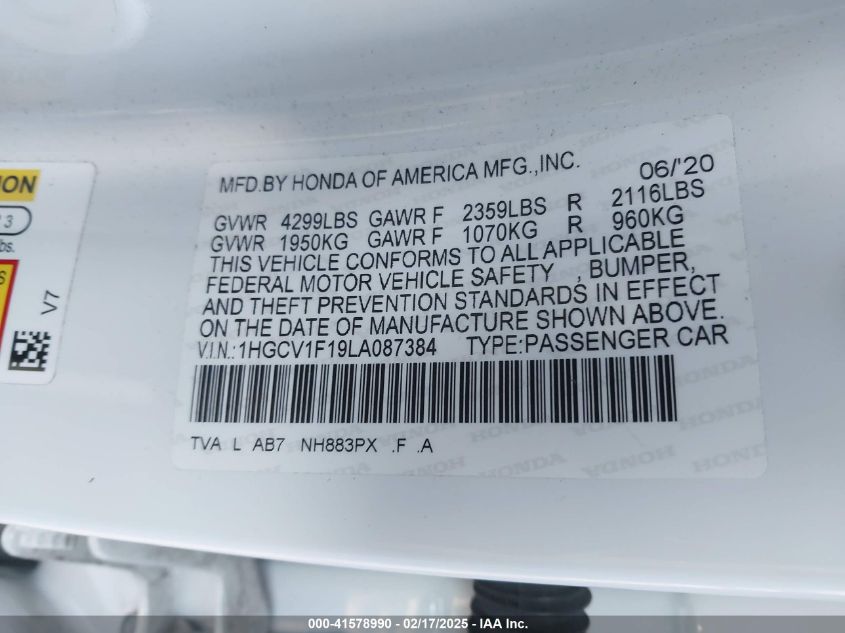 MFD.BY HONDA OF AMERICA MFG.,INC. 06/'20
GVWR 4299LBS GAWR F 2359LBS R 2116LBS
GVWR 1950KG GAWR F 1070KG R 960KG
THIS VEHICLE CONFORMS TO ALL APPLICABLE
FEDERAL MOTOR VEHICLE SAFETY , BUMPER,
AND THEFT PREVENTION STANDARDS IN EFFECT
ON THE DATE OF MANUFACTURE SHOWN ABOVE.
V.I.N.:1HGCV1F19LA087384 TYPE:PASSENGER CAR
TVA L AB7 NH883PX .F .A
HONDA HONDA HONDA
V7
000-41578990 — 02/17/2025 — IAA Inc.